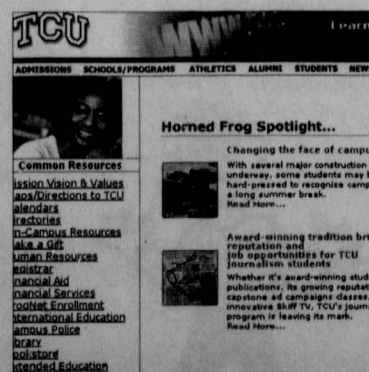 TCU
WWW
Learn
ADMISSIONS SCHOOLS/PROGRAMS ATHLETICS ALUMNI STUDENTS NEW
Common Resources
ission Vision & Values
aps/Directions to TCU
alendars
irectories
n-Campus Resources
ake a Gift
uman Resources
egistrar
nancial Aid
nancial Services
rogNet Enrollment
ternational Education
ampus Police
brary
ookstore
xtended Education
Horned Frog Spotlight...
Changing the face of campu
With several major construction
underway, some students may b
hard-pressed to recognize camp
a long summer break.
Read More...
Award-winning tradition bri
reputation and
job opportunities for TCU
journalism students
Whether it's award-winning stud
publications, its growing reputat
capstone ad campaigns classes,
innovative Skiff TV, TCU's journ
program is leaving its mark.
Read More...